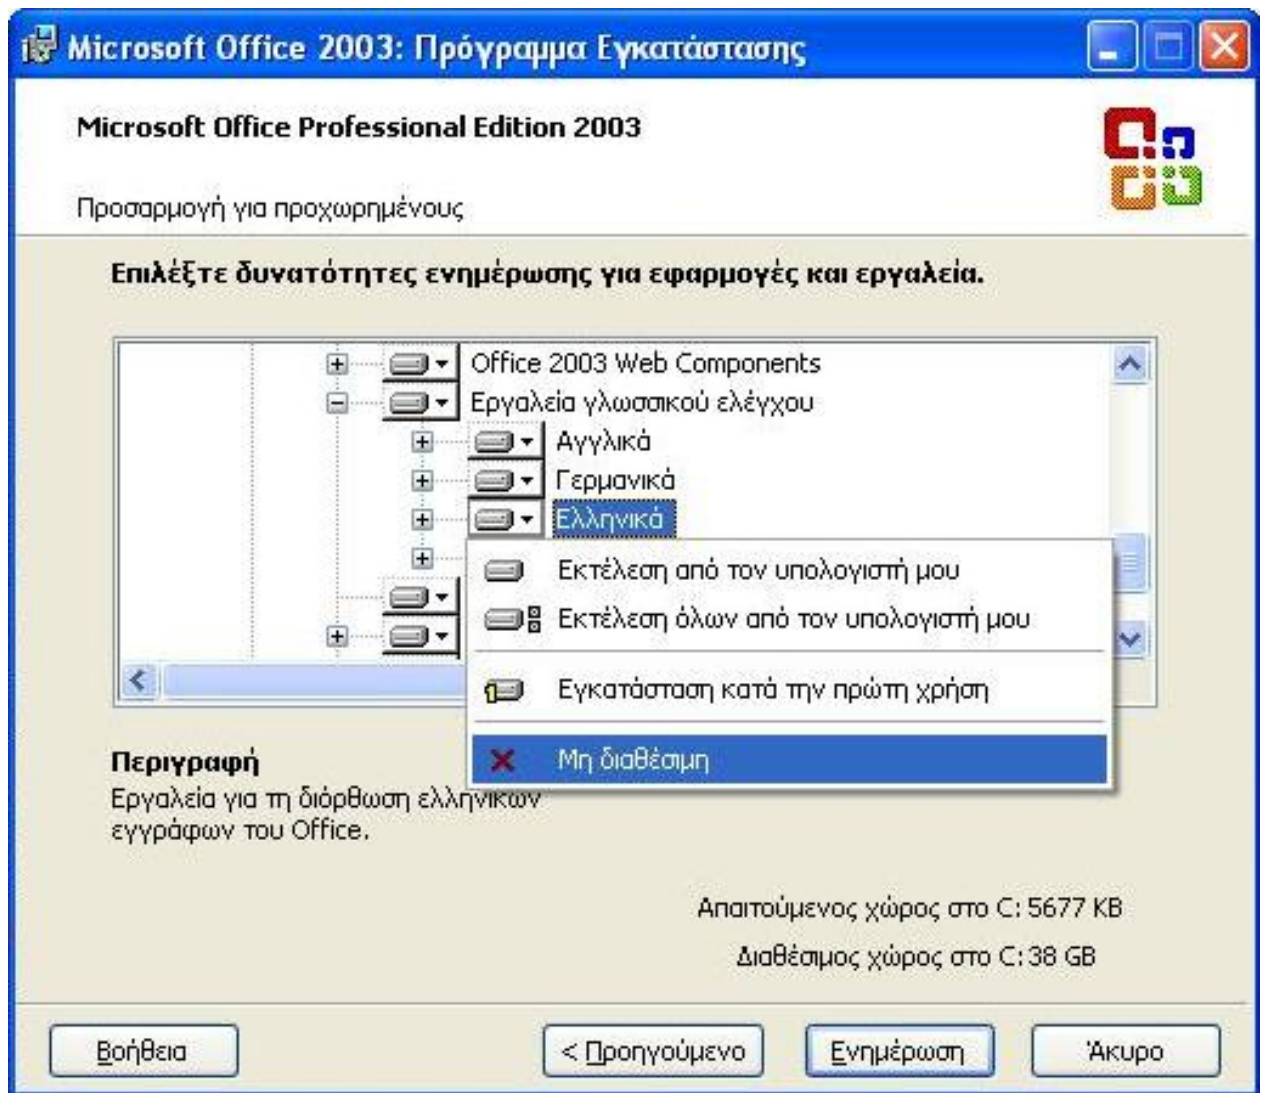 Microsoft Office 2003: Πρόγραμμα Εγκατάστασης
Microsoft Office Professional Edition 2003
Προσαρμογή για προχωρημένους
Επιλέξτε δυνατότητες ενημέρωσης για εφαρμογές και εργαλεία.
Office 2003 Web Components
Εργαλεία γλωσσικού ελέγχου
Αγγλικά
Γερμανικά
Ελληνικά
Εκτέλεση από τον υπολογιστή μου
Εκτέλεση όλων από τον υπολογιστή μου
Εγκατάσταση κατά την πρώτη χρήση
Μη διαθέσιμη
Περιγραφή
Εργαλεία για τη διόρθωση ελληνικών
εγγράφων του Office.
Απαιτούμενος χώρος στο C: 5677 KB
Διαθέσιμος χώρος στο C: 38 GB
Βοήθεια
< Προηγούμενο
Ενημέρωση
Άκυρο